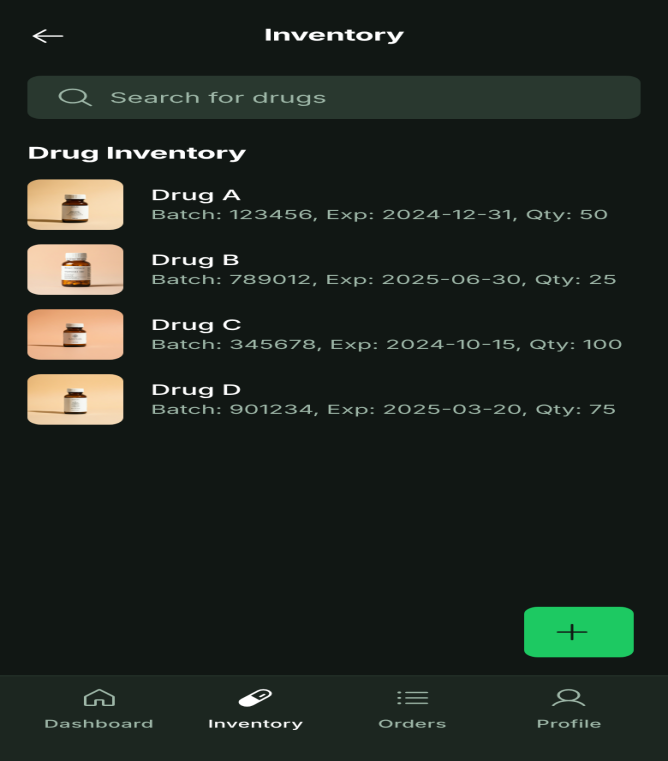 Inventory
Search for drugs
Drug Inventory
Drug A
Batch: 123456, Exp: 2024-12-31, Qty: 50
Drug B
Batch: 789012, Exp: 2025-06-30, Qty: 25
Drug C
Batch: 345678, Exp: 2024-10-15, Qty: 100
Drug D
Batch: 901234, Exp: 2025-03-20, Qty: 75
Dashboard Inventory Orders Profile